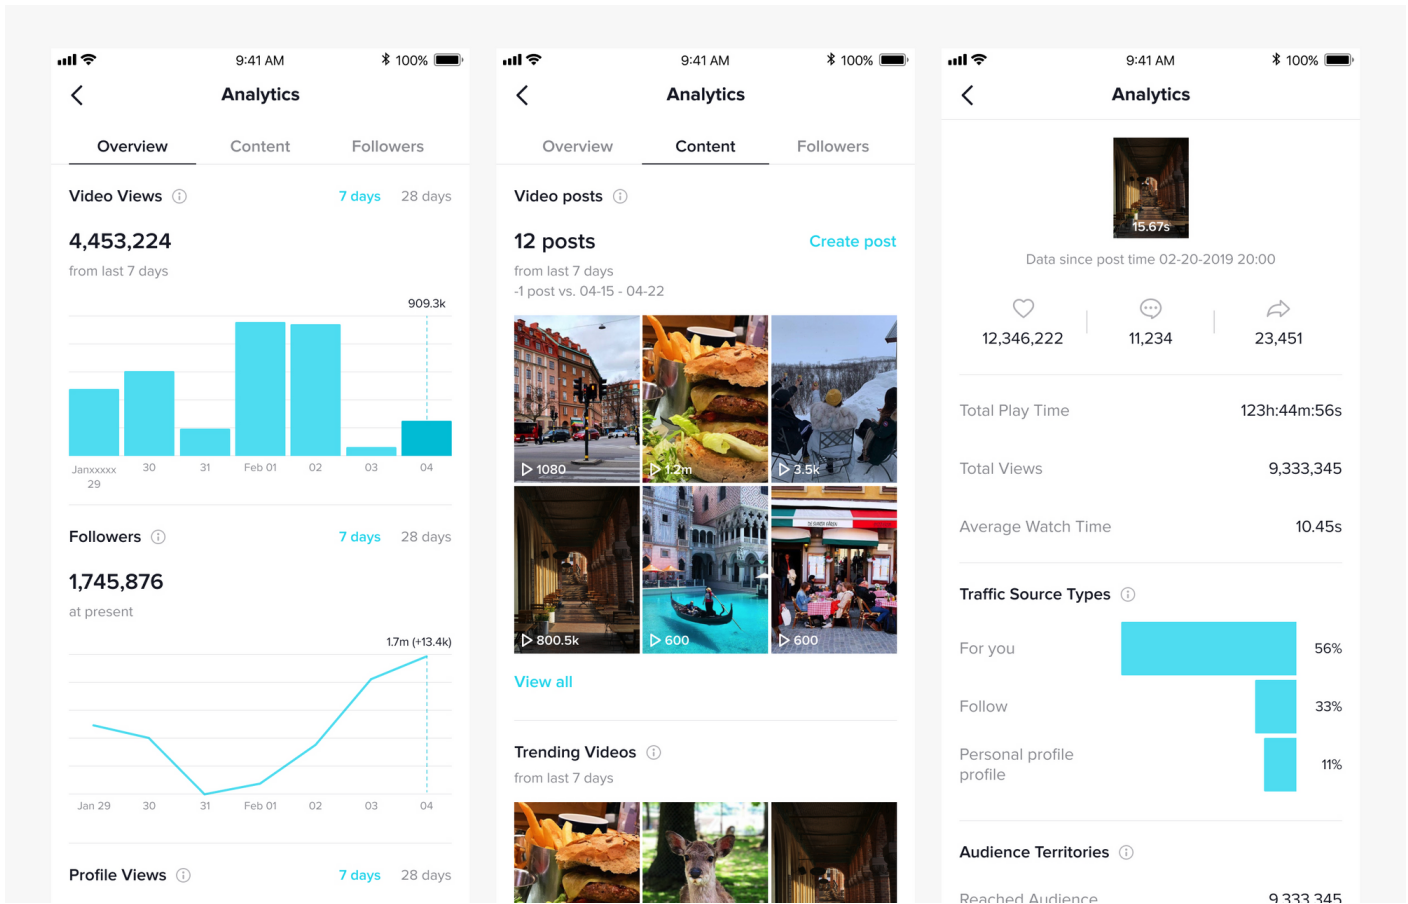 9:41 AM
100%
Analytics
Overview
Content
Followers
Video Views
7 days
28 days
4,453,224
from last 7 days
909.3k
Janxxxxx
29
30
31
Feb 01
02
03
04
Followers
7 days
28 days
1,745,876
at present
1.7m (+13.4k)
Jan 29
30
31
Feb 01
02
03
04
Profile Views
7 days
28 days
9:41 AM
100%
Analytics
Overview
Content
Followers
Video posts
12 posts
Create post
from last 7 days
-1 post vs. 04-15 - 04-22
1080
1.2m
3.5k
800.5k
600
600
View all
Trending Videos
from last 7 days
9:41 AM
100%
Analytics
15.67s
Data since post time 02-20-2019 20:00
12,346,222
11,234
23,451
Total Play Time
123h:44m:56s
Total Views
9,333,345
Average Watch Time
10.45s
Traffic Source Types
For you
56%
Follow
33%
Personal profile
profile
11%
Audience Territories
Reached Audience
9,333,345